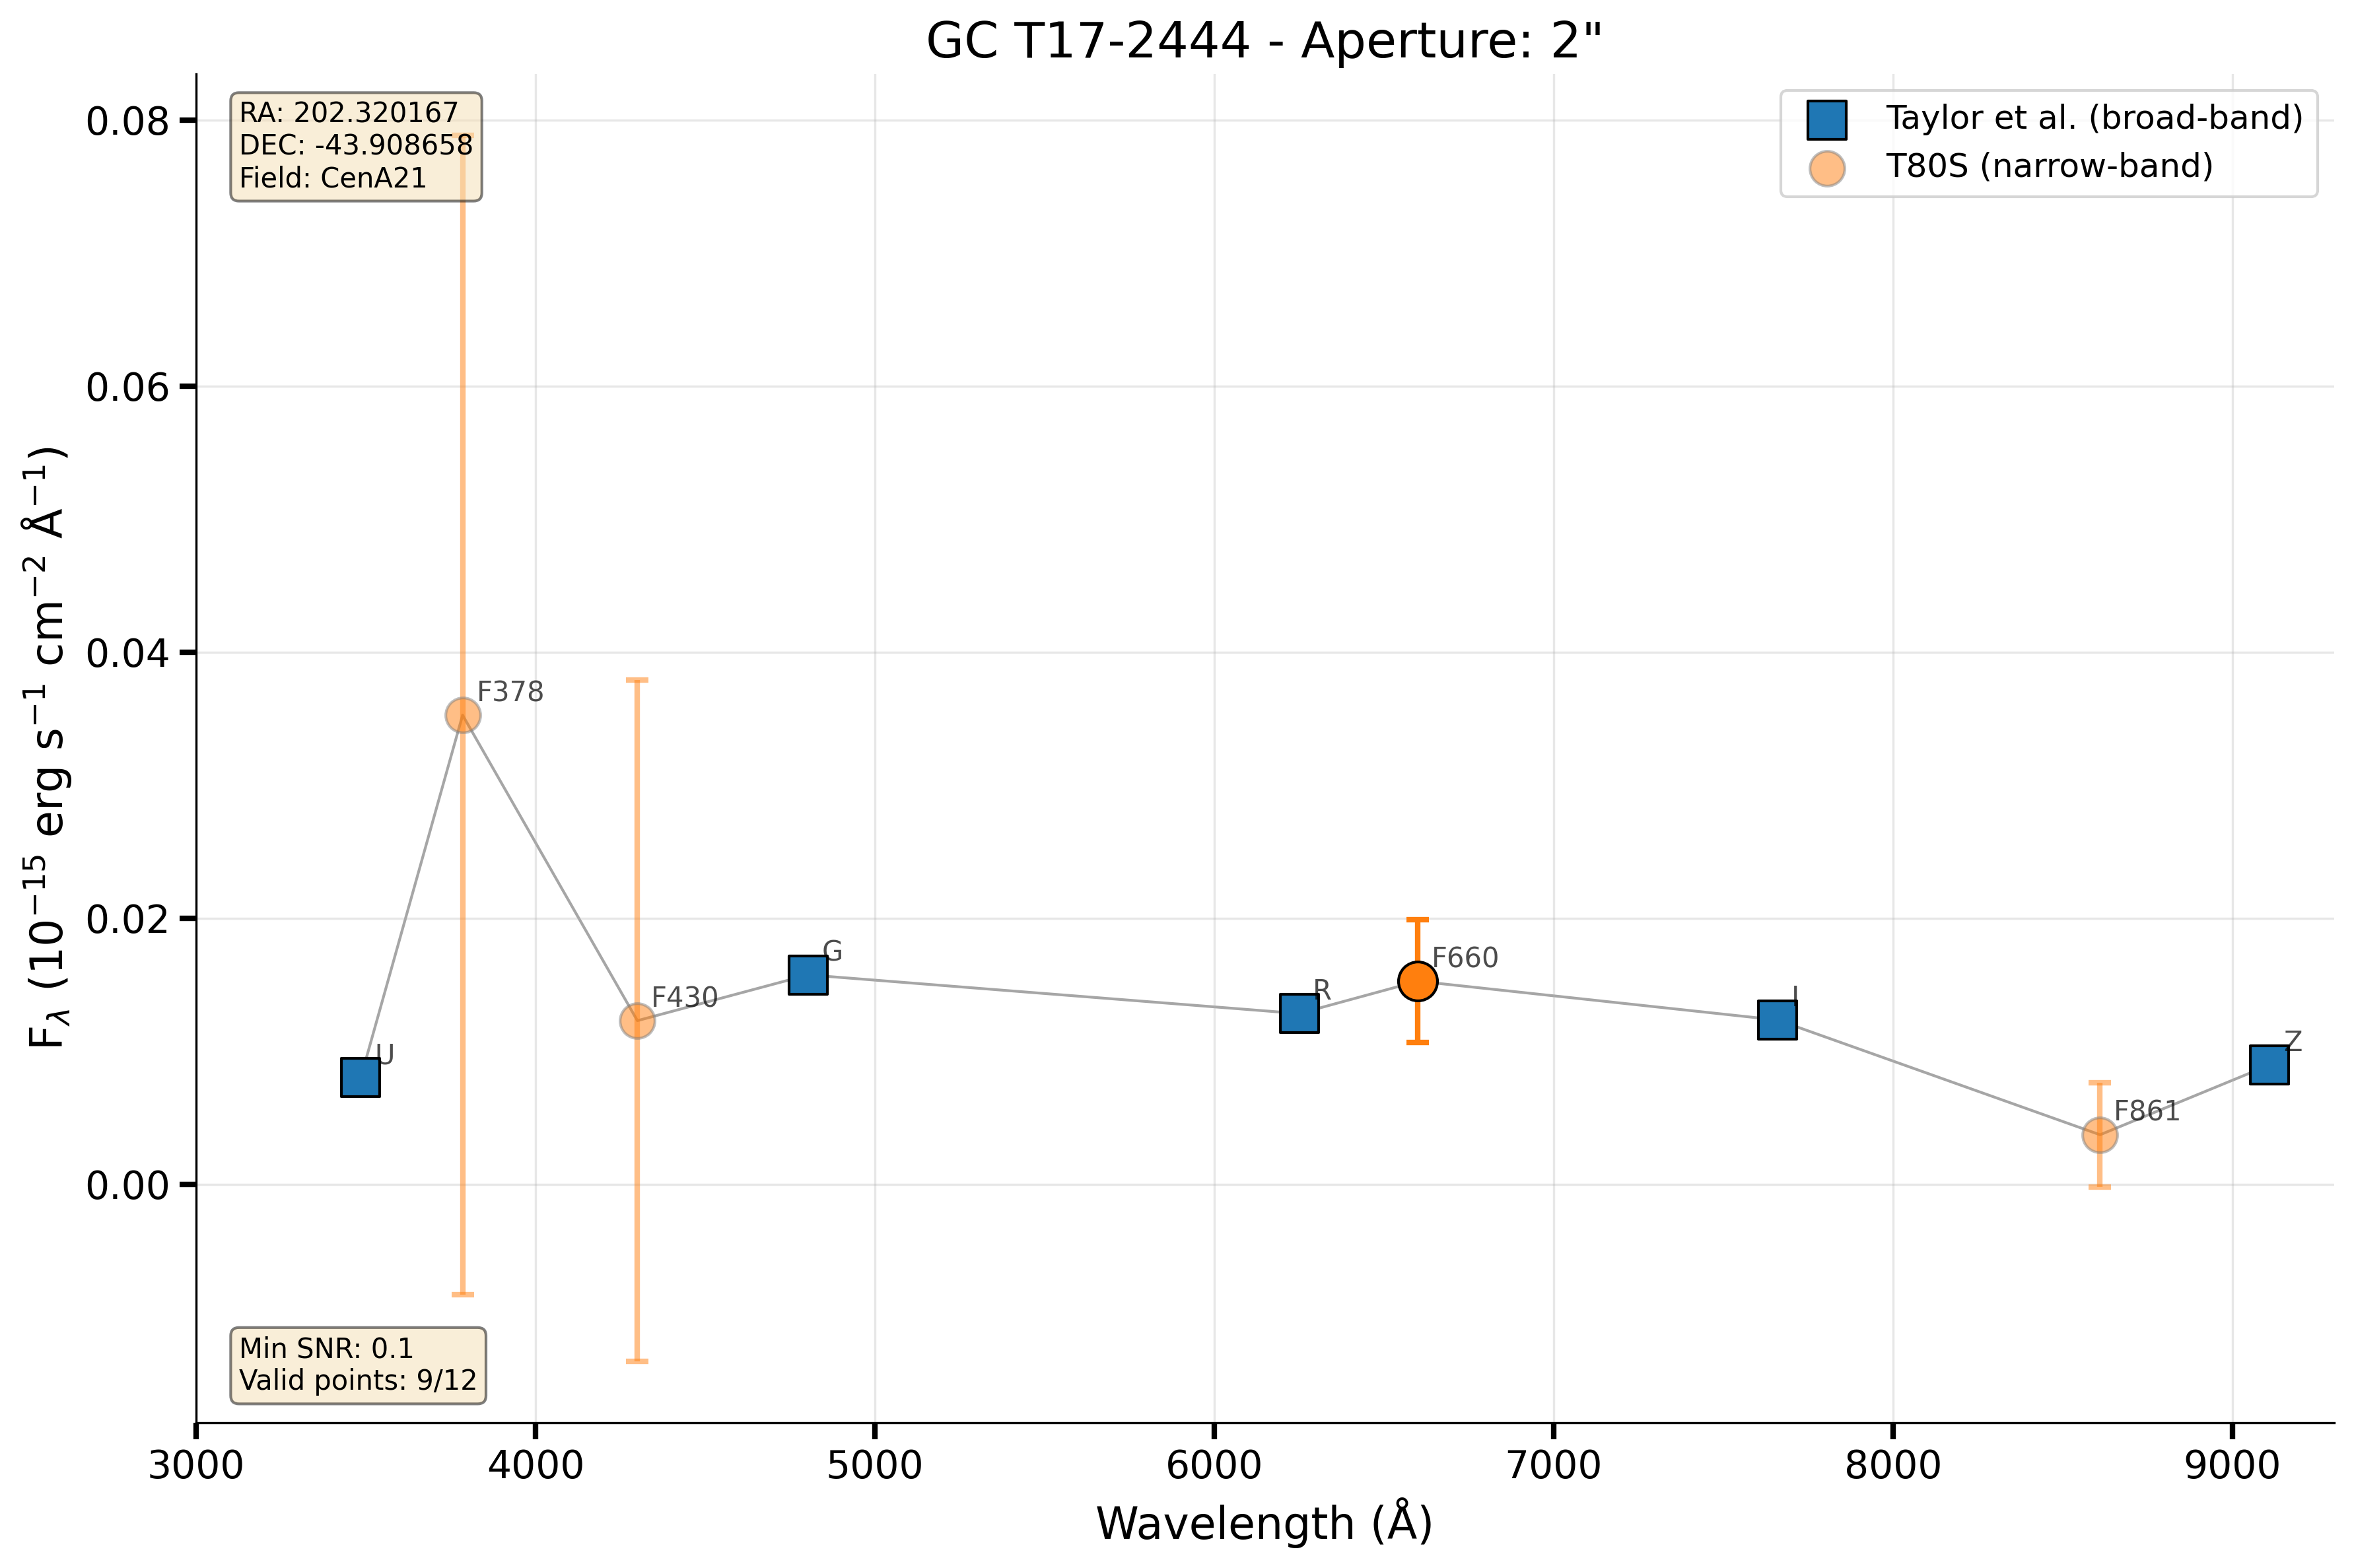 GC T17-2444 - Aperture: 2"
RA: 202.320167
DEC: -43.908658
Field: CenA21
Taylor et al. (broad-band)
T80S (narrow-band)
0.08
0.06
0.04
0.02
0.00
F_λ (10⁻¹⁵ erg s⁻¹ cm⁻² Å⁻¹)
F378
G
F660
R
F430
I
Z
U
F861
Min SNR: 0.1
Valid points: 9/12
3000 4000 5000 6000 7000 8000 9000
Wavelength (Å)